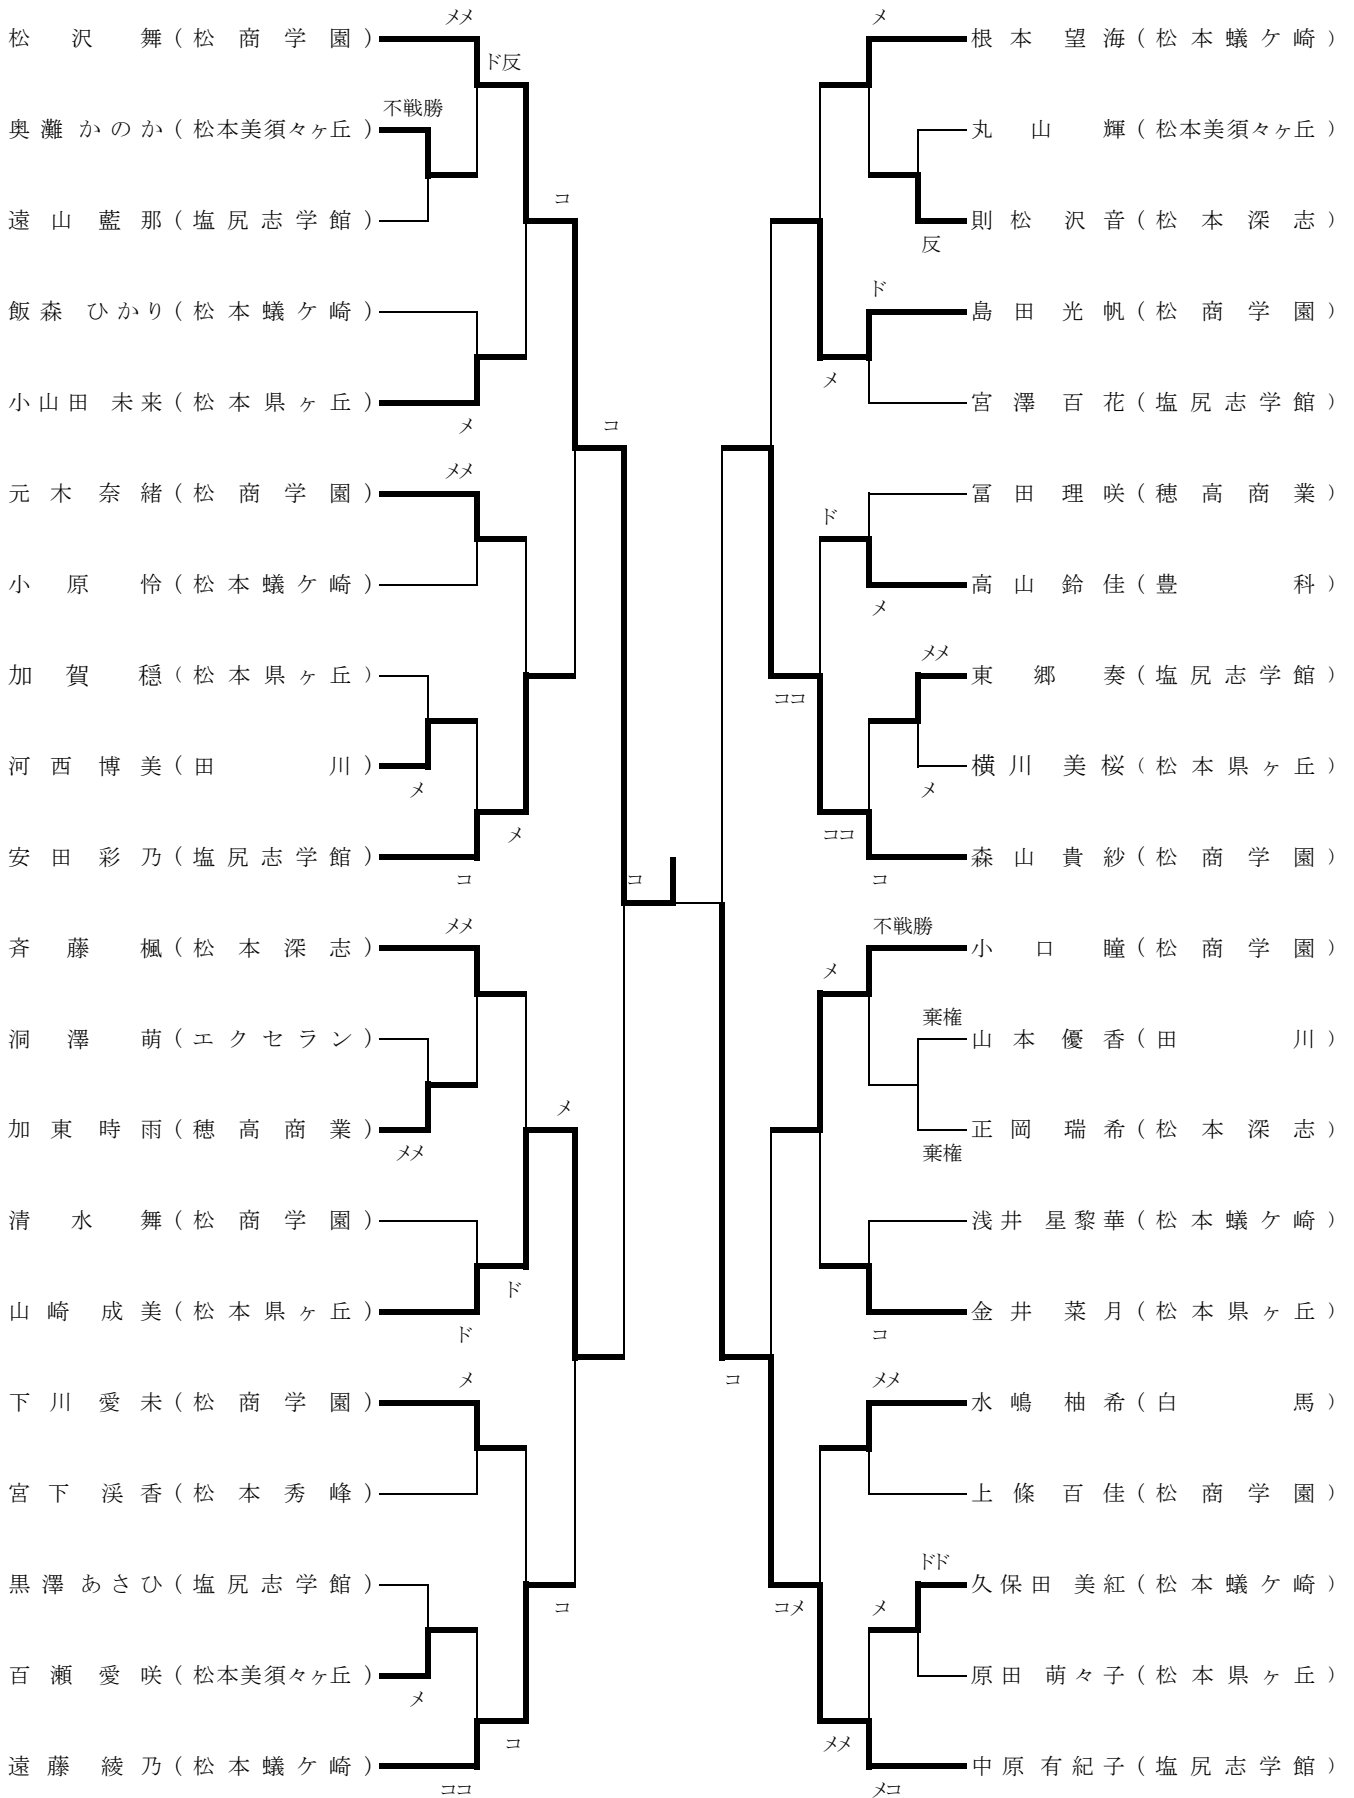 メメ
松沢舞(松商学園)
ド反
不戦勝
奥灘かのか(松本美須々ヶ丘)
コ
遠山藍那(塩尻志学館)
飯森ひかり(松本蟻ケ崎)
小山田未来(松本県ヶ丘)
メ
コ
メメ
元木奈緒(松商学園)
小原怜(松本蟻ケ崎)
加賀穏(松本県ヶ丘)
河西博美(田川)
メ
メ
安田彩乃(塩尻志学館)
コ
コ
メメ
斉藤楓(松本深志)
洞澤萌(エクセラン)
メ
加東時雨(穂高商業)
メメ
清水舞(松商学園)
ド
山崎成美(松本県ヶ丘)
ド
メ
下川愛未(松商学園)
宮下渓香(松本秀峰)
黒澤あさひ(塩尻志学館)
コ
百瀬愛咲(松本美須々ヶ丘)
メ
コ
遠藤綾乃(松本蟻ケ崎)
ココ
メ
根本望海(松本蟻ケ崎)
丸山輝(松本美須々ヶ丘)
則松沢音(松本深志)
反
ド
島田光帆(松商学園)
メ
宮澤百花(塩尻志学館)
冨田理咲(穂高商業)
ド
高山鈴佳(豊科)
メ
メメ
東郷奏(塩尻志学館)
ココ
横川美桜(松本県ヶ丘)
メ
ココ
森山貴紗(松商学園)
コ
不戦勝
小口瞳(松商学園)
メ
棄権
山本優香(田川)
正岡瑞希(松本深志)
棄権
浅井星黎華(松本蟻ケ崎)
金井菜月(松本県ヶ丘)
コ
コ
メメ
水嶋柚希(白馬)
上條百佳(松商学園)
ドド
久保田美紅(松本蟻ケ崎)
コメ
メ
原田萌々子(松本県ヶ丘)
メメ
中原有紀子(塩尻志学館)
メコ